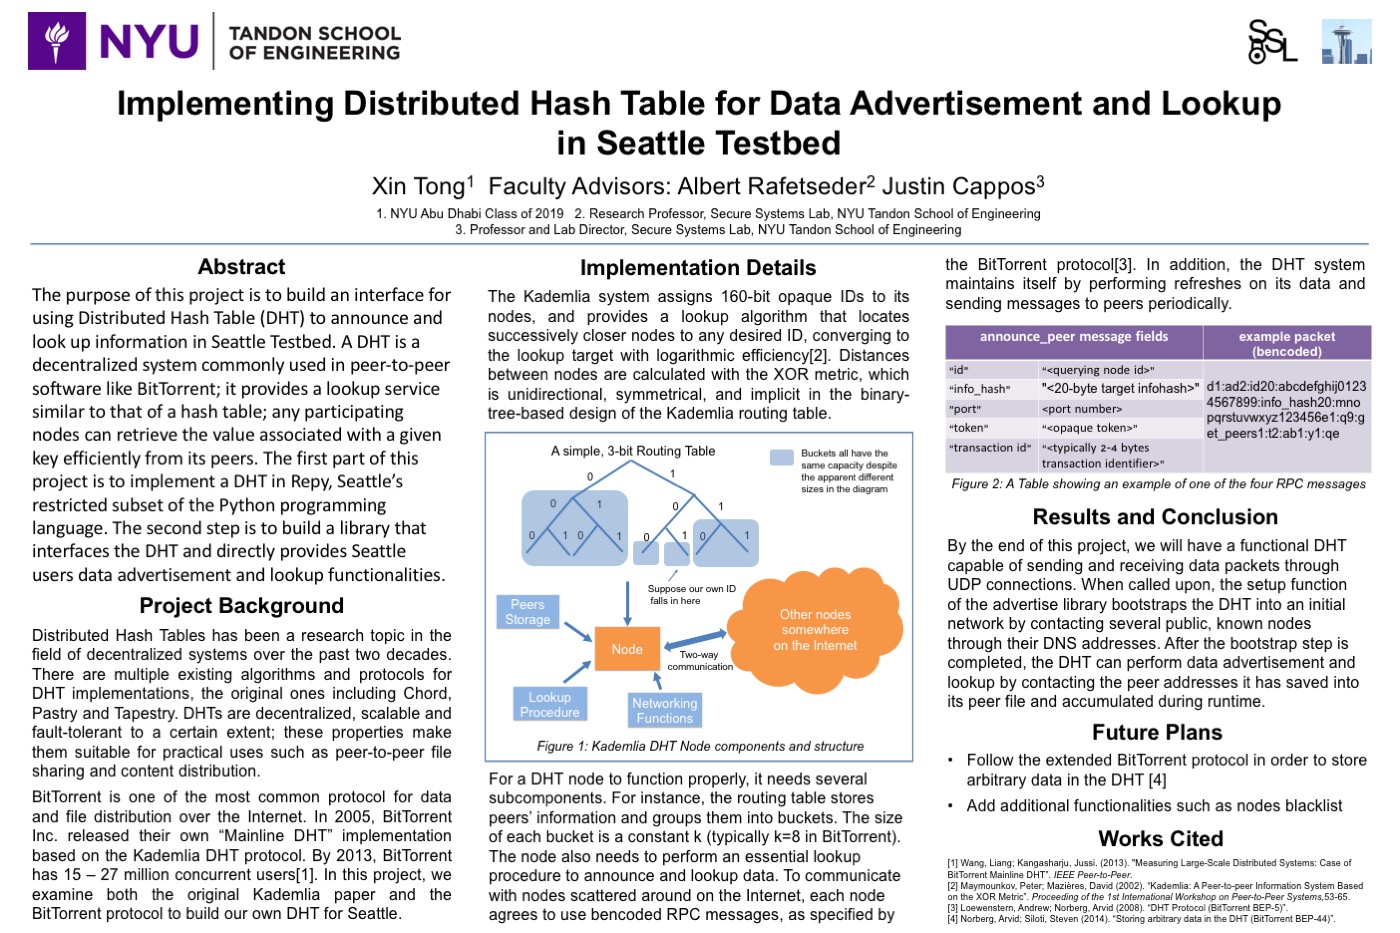 NYU
TANDON SCHOOL
OF ENGINEERING
SSL
Implementing Distributed Hash Table for Data Advertisement and Lookup
in Seattle Testbed
Xin Tong1 Faculty Advisors: Albert Rafetseder2 Justin Cappos3
1. NYU Abu Dhabi Class of 2019 2. Research Professor, Secure Systems Lab, NYU Tandon School of Engineering
3. Professor and Lab Director, Secure Systems Lab, NYU Tandon School of Engineering
Abstract
The purpose of this project is to build an interface for
using Distributed Hash Table (DHT) to announce and
look up information in Seattle Testbed. A DHT is a
decentralized system commonly used in peer-to-peer
software like BitTorrent; it provides a lookup service
similar to that of a hash table; any participating
nodes can retrieve the value associated with a given
key efficiently from its peers. The first part of this
project is to implement a DHT in Repy, Seattle's
restricted subset of the Python programming
language. The second step is to build a library that
interfaces the DHT and directly provides Seattle
users data advertisement and lookup functionalities.
Project Background
Distributed Hash Tables has been a research topic in the
field of decentralized systems over the past two decades.
There are multiple existing algorithms and protocols for
DHT implementations, the original ones including Chord,
Pastry and Tapestry. DHTs are decentralized, scalable and
fault-tolerant to a certain extent; these properties make
them suitable for practical uses such as peer-to-peer file
sharing and content distribution.
BitTorrent is one of the most common protocol for data
and file distribution over the Internet. In 2005, BitTorrent
Inc. released their own “Mainline DHT” implementation
based on the Kademlia DHT protocol. By 2013, BitTorrent
has 15 – 27 million concurrent users[1]. In this project, we
examine both the original Kademlia paper and the
BitTorrent protocol to build our own DHT for Seattle.
Implementation Details
The Kademlia system assigns 160-bit opaque IDs to its
nodes, and provides a lookup algorithm that locates
successively closer nodes to any desired ID, converging to
the lookup target with logarithmic efficiency[2]. Distances
between nodes are calculated with the XOR metric, which
is unidirectional, symmetrical, and implicit in the binary-
tree-based design of the Kademlia routing table.
A simple, 3-bit Routing Table
Buckets all have the
same capacity despite
the apparent different
sizes in the diagram
0 1
0 1 0 1
0 1 0 1 0 1 0 1
Suppose our own ID
falls in here
Peers
Storage
Node
Two-way
communication
Other nodes
somewhere
on the Internet
Lookup
Procedure
Networking
Functions
Figure 1: Kademlia DHT Node components and structure
For a DHT node to function properly, it needs several
subcomponents. For instance, the routing table stores
peers' information and groups them into buckets. The size
of each bucket is a constant k (typically k=8 in BitTorrent).
The node also needs to perform an essential lookup
procedure to announce and lookup data. To communicate
with nodes scattered around on the Internet, each node
agrees to use bencoded RPC messages, as specified by
the BitTorrent protocol[3]. In addition, the DHT system
maintains itself by performing refreshes on its data and
sending messages to peers periodically.
announce_peer message fields
example packet
(bencoded)
“id” “<querying node id>”
“info_hash” "<20-byte target infohash>"
“port” <port number>
“token” “<opaque token>”
“transaction id” “<typically 2-4 bytes
transaction identifier>”
d1:ad2:id20:abcdefghij0123
4567899:info_hash20:mno
pqrstuvwxyz123456e1:q9:g
et_peers1:t2:ab1:y1:qe
Figure 2: A Table showing an example of one of the four RPC messages
Results and Conclusion
By the end of this project, we will have a functional DHT
capable of sending and receiving data packets through
UDP connections. When called upon, the setup function
of the advertise library bootstraps the DHT into an initial
network by contacting several public, known nodes
through their DNS addresses. After the bootstrap step is
completed, the DHT can perform data advertisement and
lookup by contacting the peer addresses it has saved into
its peer file and accumulated during runtime.
Future Plans
• Follow the extended BitTorrent protocol in order to store
arbitrary data in the DHT [4]
• Add additional functionalities such as nodes blacklist
Works Cited
[1] Wang, Liang; Kangasharju, Jussi. (2013). "Measuring Large-Scale Distributed Systems: Case of
BitTorrent Mainline DHT". IEEE Peer-to-Peer.
[2] Maymounkov, Peter; Mazières, David (2002). “Kademlia: A Peer-to-peer Information System Based
on the XOR Metric”. Proceeding of the 1st International Workshop on Peer-to-Peer Systems,53-65.
[3] Loewenstern, Andrew; Norberg, Arvid (2008). “DHT Protocol (BitTorrent BEP-5)”.
[4] Norberg, Arvid; Siloti, Steven (2014). “Storing arbitrary data in the DHT (BitTorrent BEP-44)”.